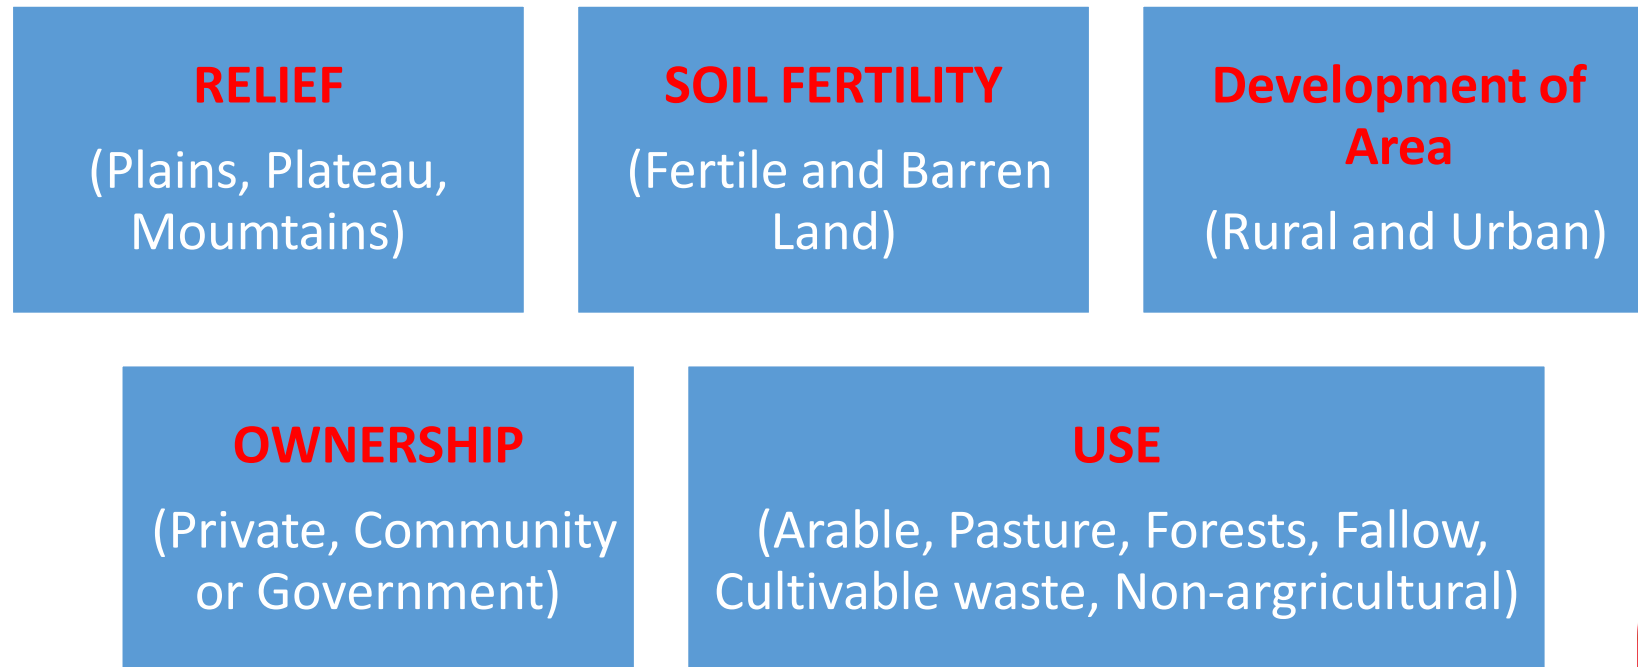 RELIEF
(Plains, Plateau,
Moumtains)
SOIL FERTILITY
(Fertile and Barren
Land)
Development of
Area
(Rural and Urban)
OWNERSHIP
(Private, Community
or Government)
USE
(Arable, Pasture, Forests, Fallow,
Cultivable waste, Non-argricultural)